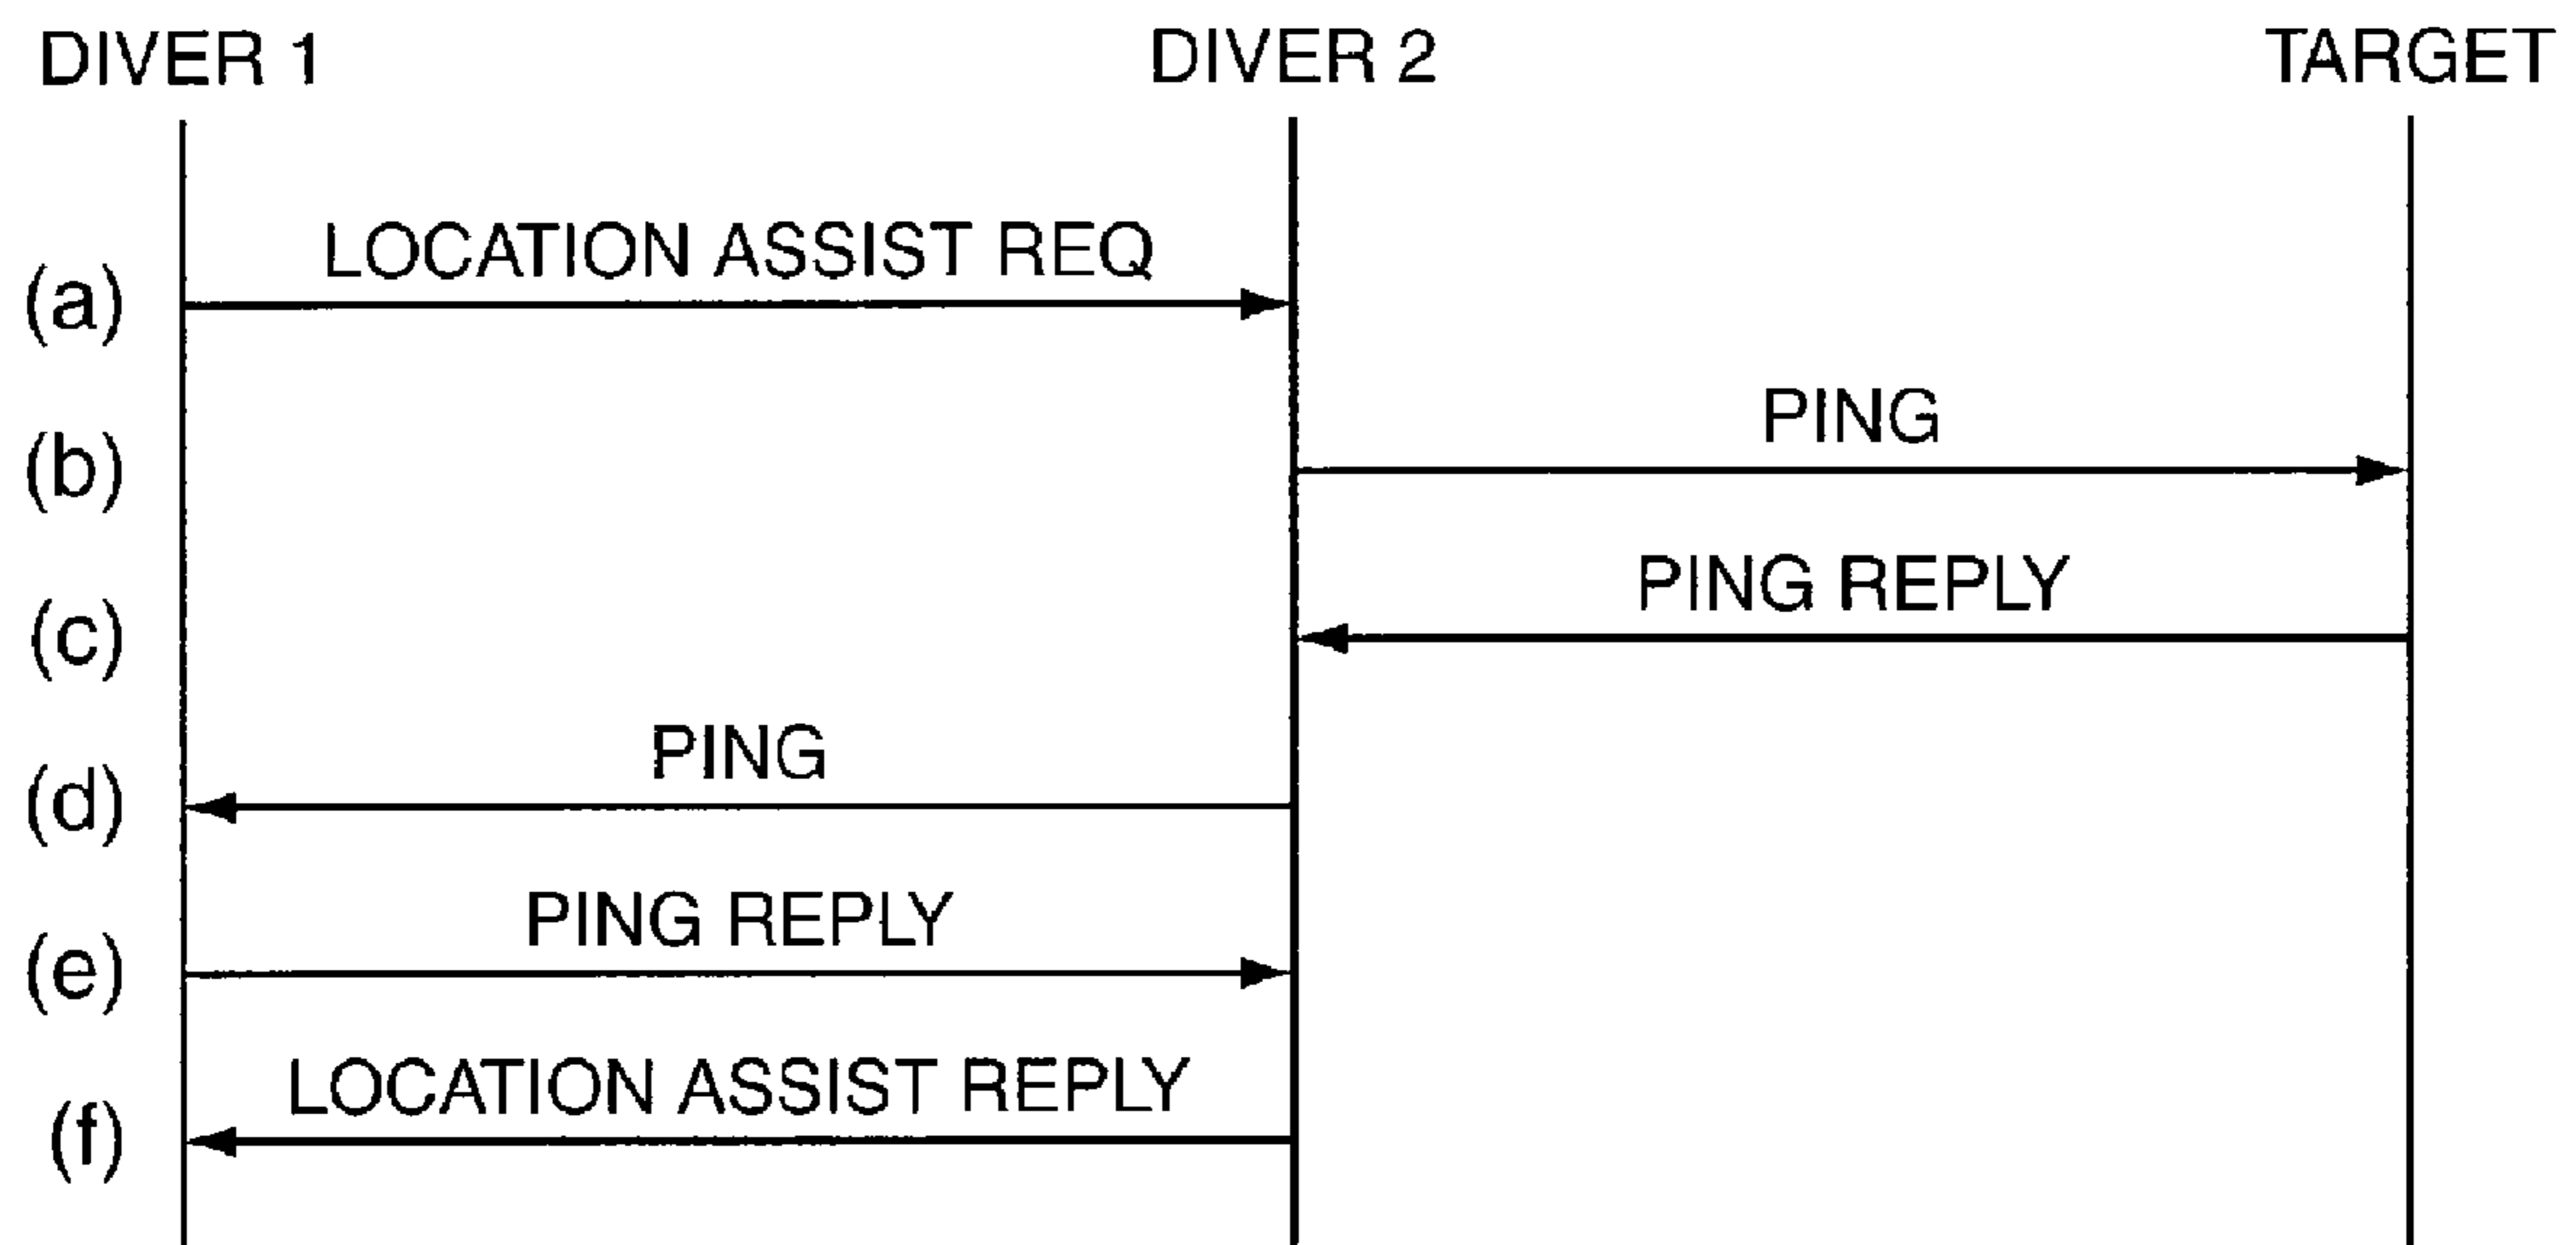 DIVER 1 DIVER 2 TARGET
(a) LOCATION ASSIST REQ
(b) PING
(c) PING REPLY
(d) PING
(e) PING REPLY
(f) LOCATION ASSIST REPLY